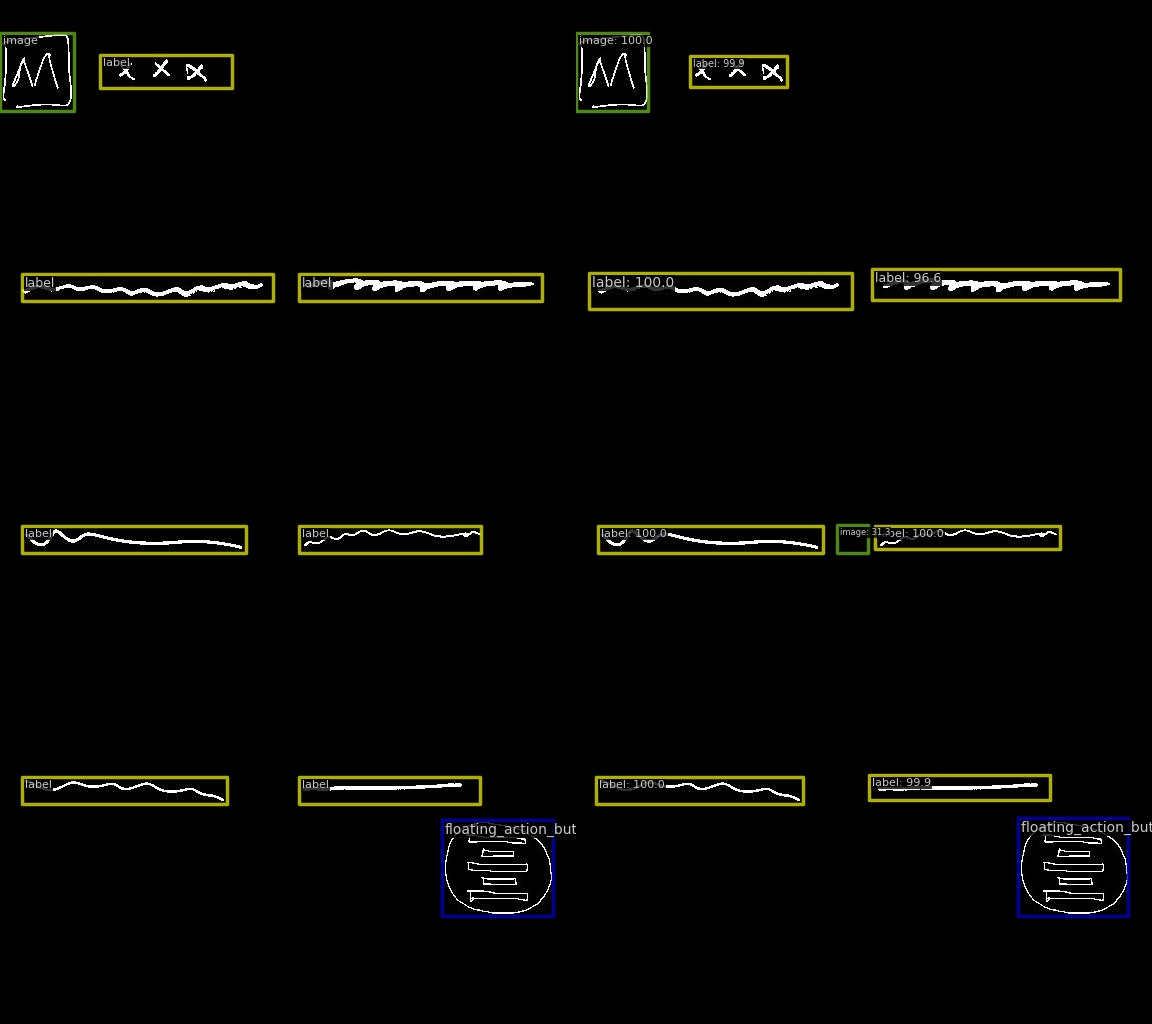 image image: 100.0
label label: 99.9
label label label: 100.0 label: 96.6
label label label: 100.0 image: 31.3 bel: 100.0
label label label: 100.0 label: 99.9
floating_action_but floating_action_but